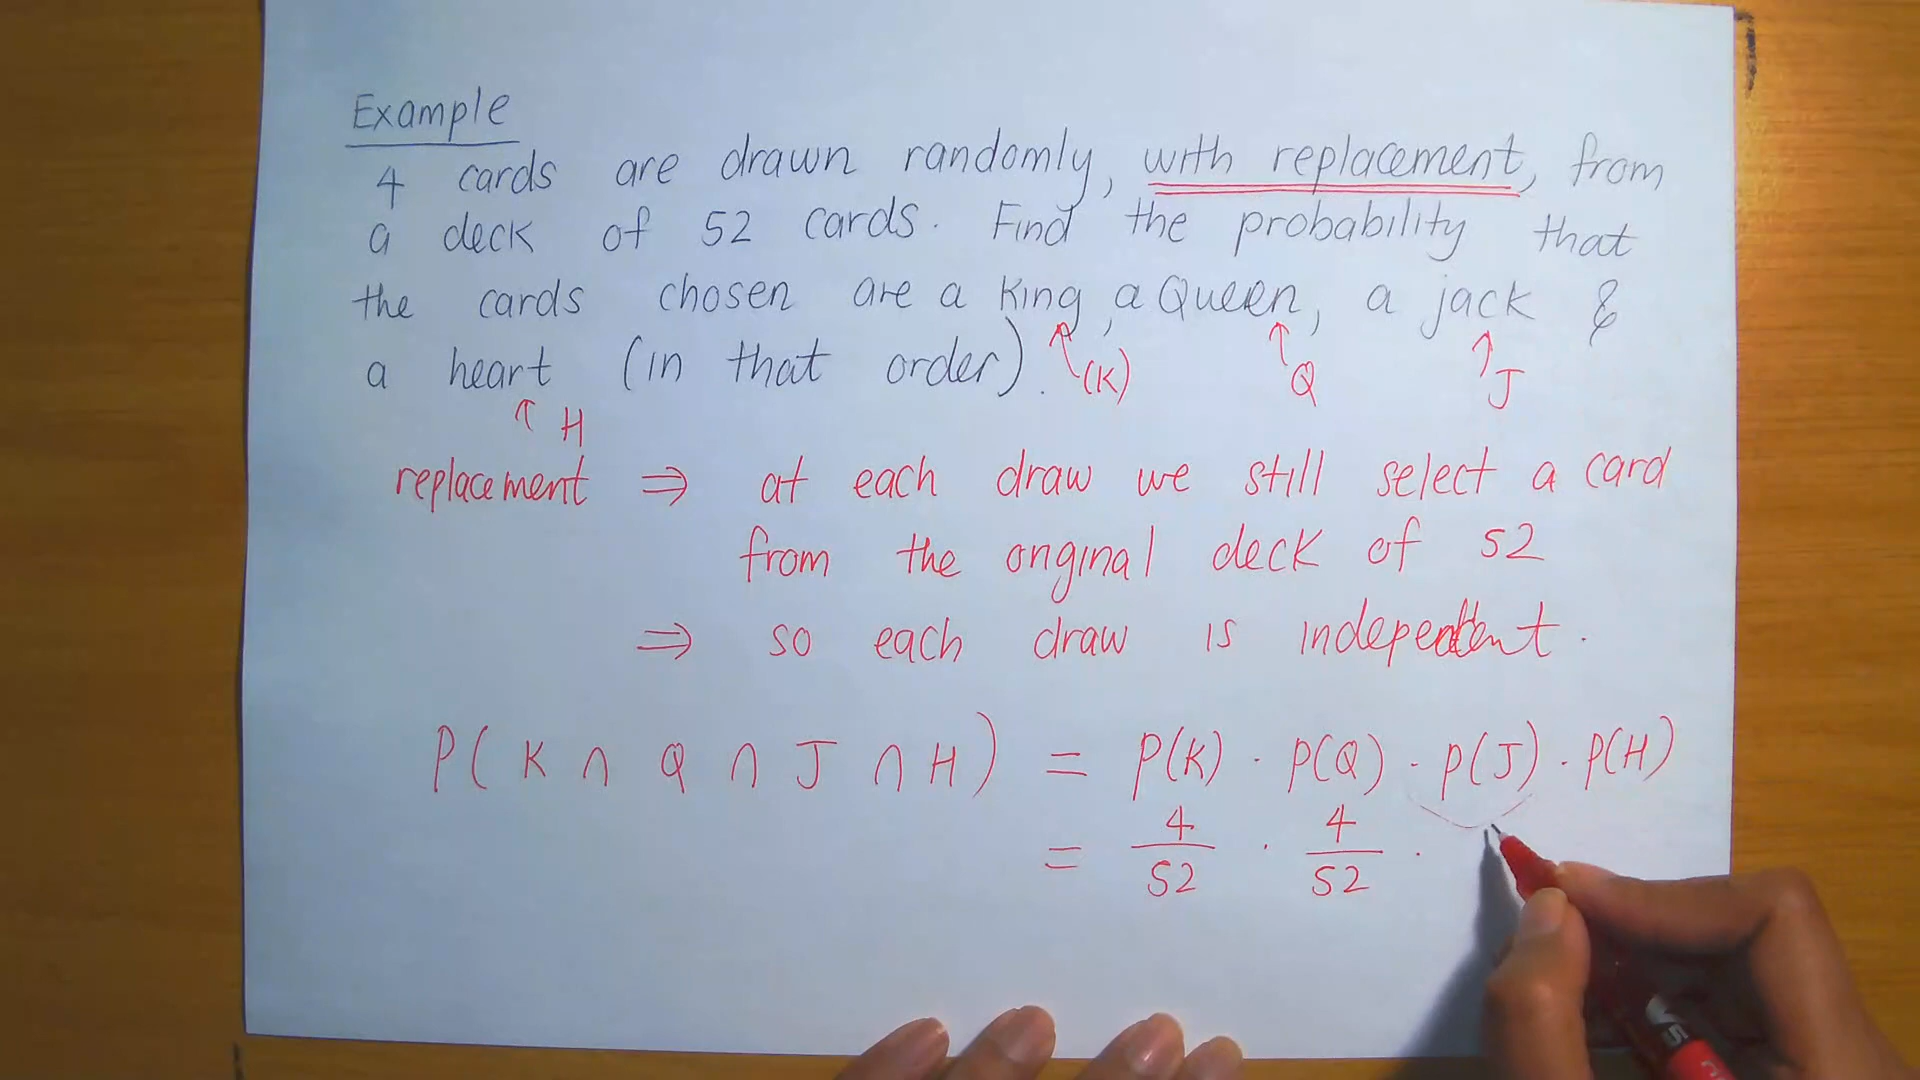 Example
4 cards are drawn randomly, with replacement, from
a deck of 52 cards. Find the probability that
the cards chosen are a King, a Queen, a jack &
a heart (in that order).
(K) Q J
H
replacement ⇒ at each draw we still select a card
from the original deck of 52
⇒ so each draw is independent.
P( K ∩ Q ∩ J ∩ H ) = P(K) · P(Q) · P(J) · P(H)
= 4/52 · 4/52 ·